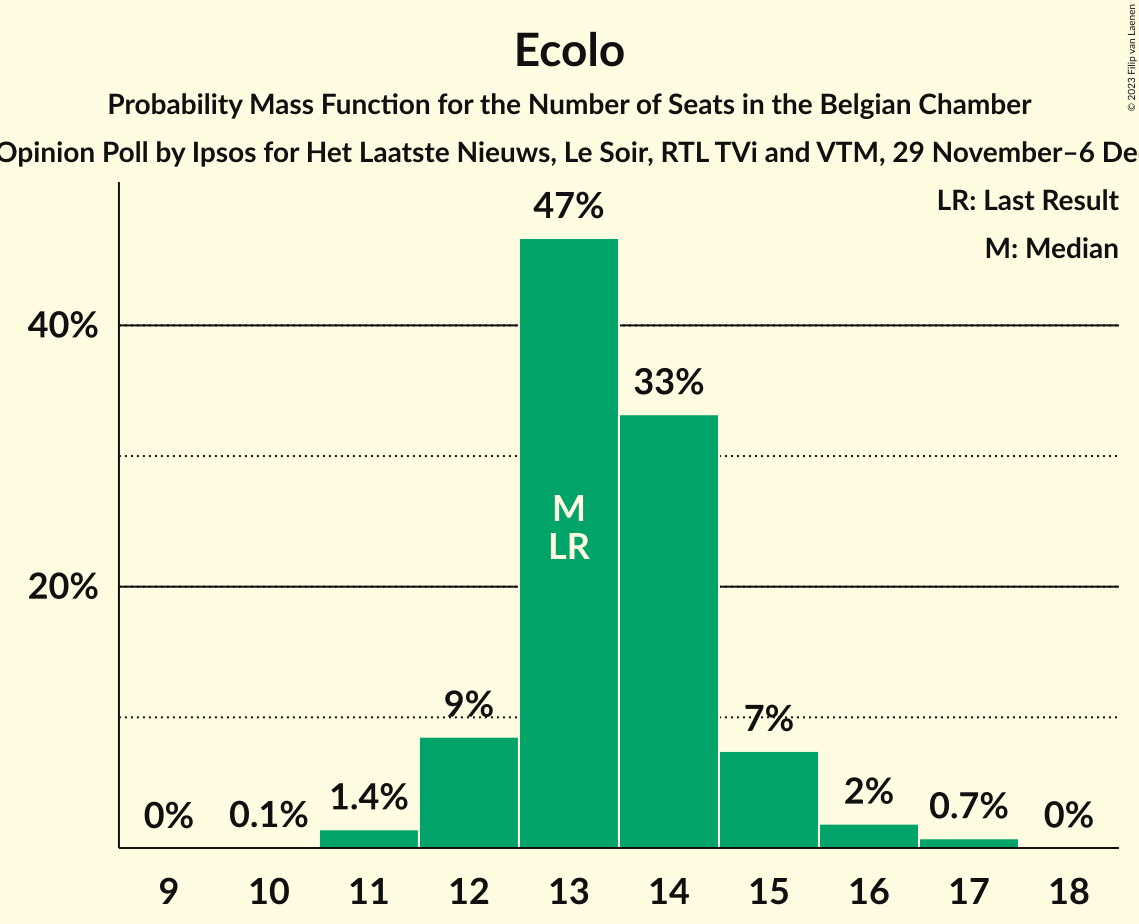 Ecolo
Probability Mass Function for the Number of Seats in the Belgian Chamber
Opinion Poll by Ipsos for Het Laatste Nieuws, Le Soir, RTL TVi and VTM, 29 November–6 De
© 2023 Filip van Laenen
LR: Last Result
M: Median
47%
40%
33%
M
LR
20%
9%
7%
1.4%
2%
0.7%
0%
0.1%
0%
9 10 11 12 13 14 15 16 17 18